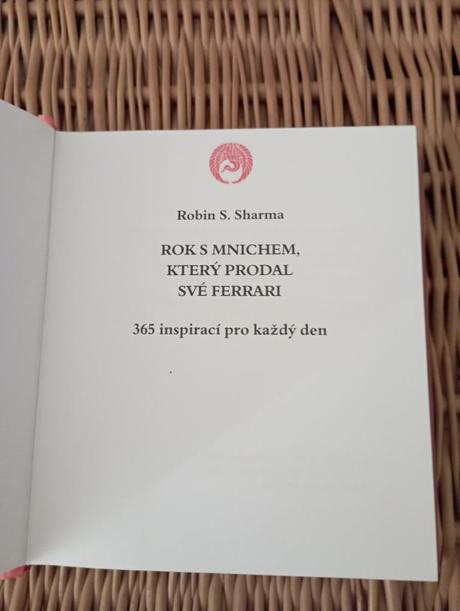 Robin S. Sharma
ROK S MNICHEM,
KTERÝ PRODAL
SVÉ FERRARI
365 inspirací pro každý den